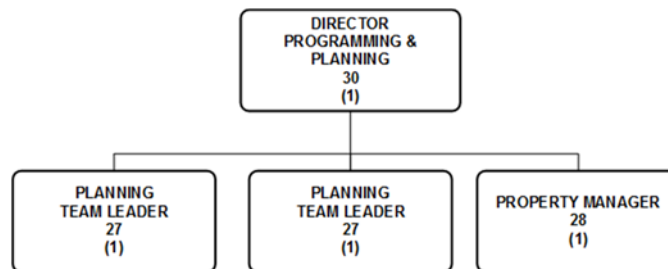 DIRECTOR
PROGRAMMING &
PLANNING
30
(1)
PLANNING
TEAM LEADER
27
(1)
PLANNING
TEAM LEADER
27
(1)
PROPERTY MANAGER
28
(1)